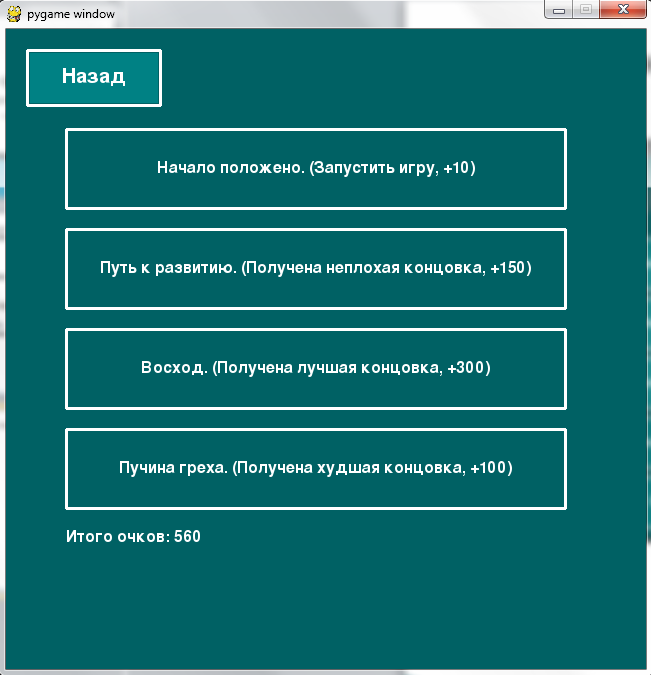 pygame window
Назад
Начало положено. (Запустить игру, +10)
Путь к развитию. (Получена неплохая концовка, +150)
Восход. (Получена лучшая концовка, +300)
Пучина греха. (Получена худшая концовка, +100)
Итого очков: 560